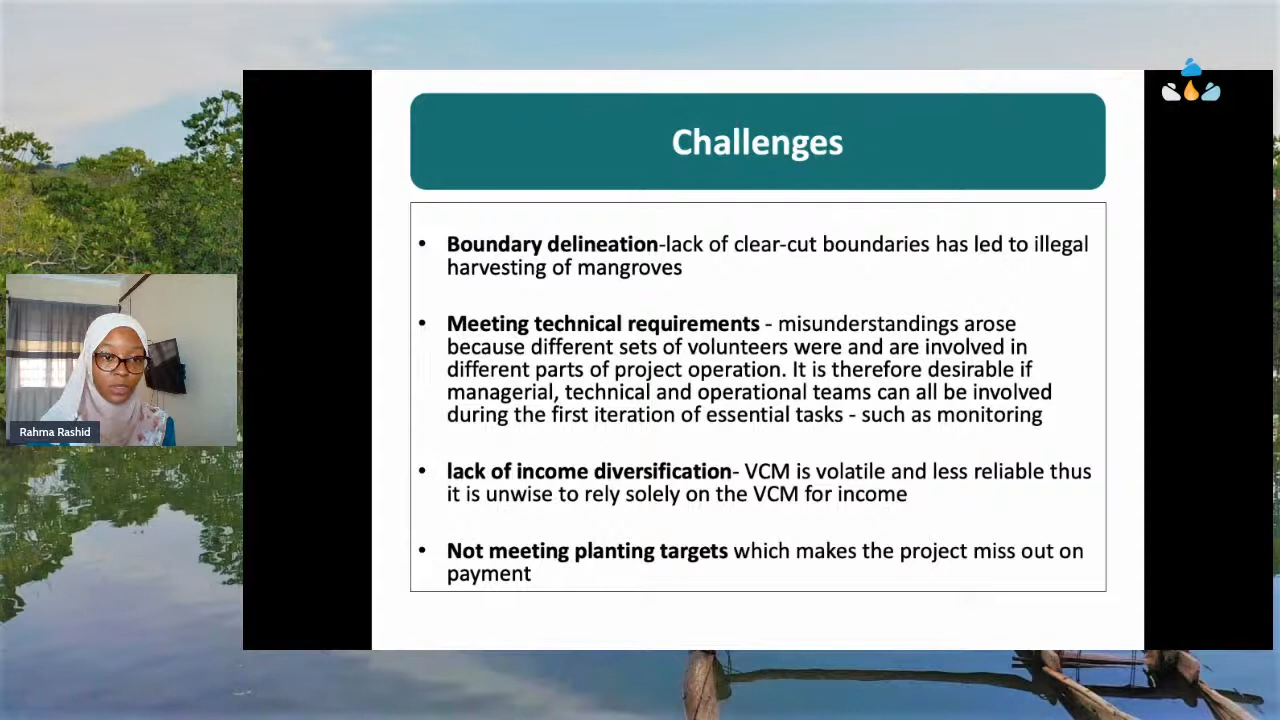 Challenges
• Boundary delineation-lack of clear-cut boundaries has led to illegal
harvesting of mangroves
• Meeting technical requirements - misunderstandings arose
because different sets of volunteers were and are involved in
different parts of project operation. It is therefore desirable if
managerial, technical and operational teams can all be involved
during the first iteration of essential tasks - such as monitoring
• lack of income diversification- VCM is volatile and less reliable thus
it is unwise to rely solely on the VCM for income
• Not meeting planting targets which makes the project miss out on
payment
Rahma Rashid